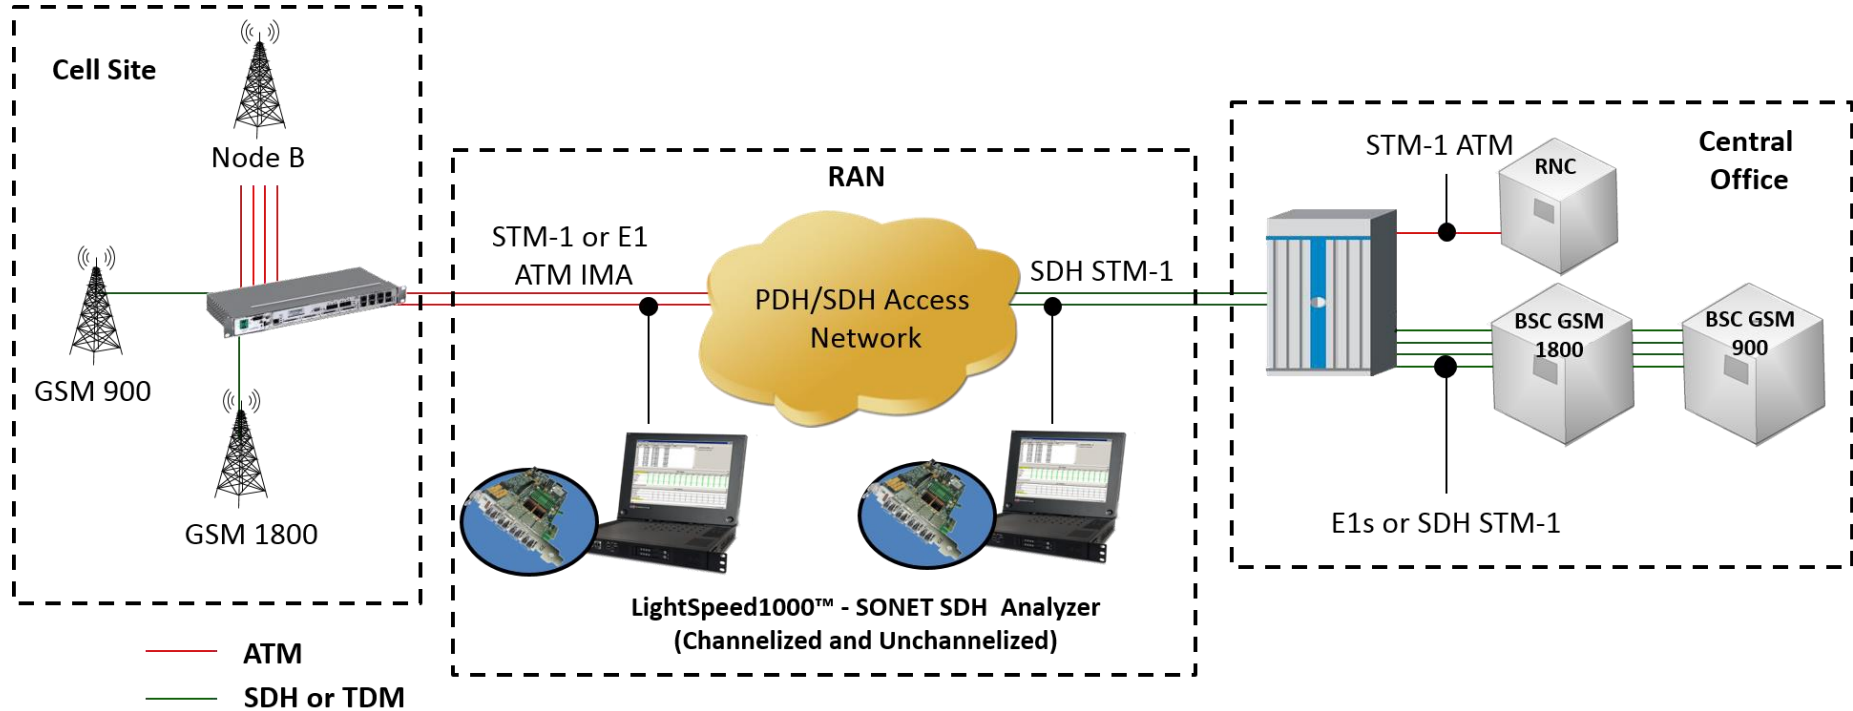 Cell Site
Node B
GSM 900
GSM 1800
ATM
SDH or TDM
RAN
STM-1 or E1
ATM IMA
PDH/SDH Access
Network
SDH STM-1
LightSpeed1000™ - SONET SDH Analyzer
(Channelized and Unchannelized)
Central
Office
STM-1 ATM
RNC
BSC GSM
1800
BSC GSM
900
E1s or SDH STM-1